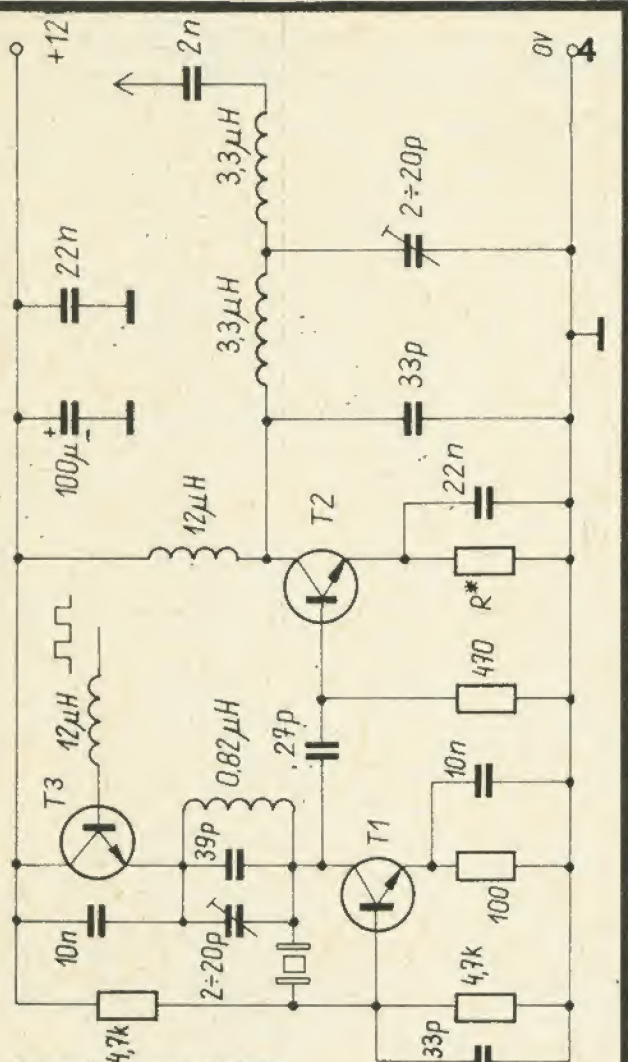 +12
2n
0V 4
3,3µH
2÷20p
22n
3,3µH
100µ
+
-
33p
12µH
22n
T2
R*
12µH
T3
0,82µH
27p
470
39p
10n
T1
10n
2÷20p
100
4,7k
4,7k
33p